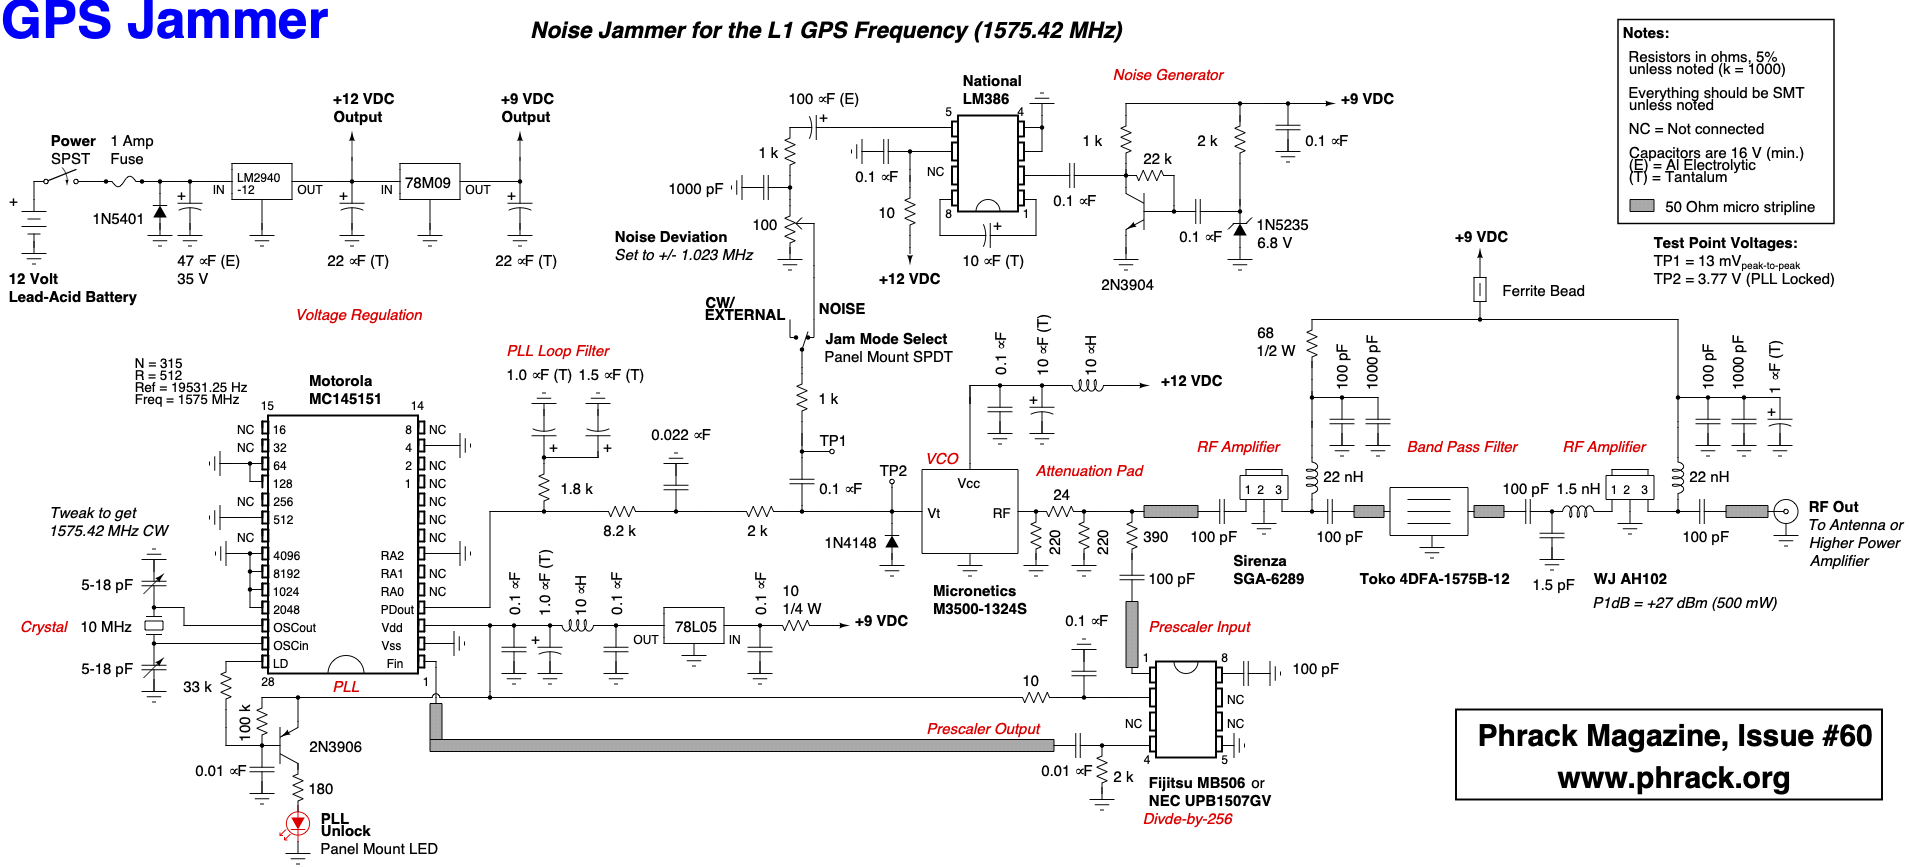 GPS Jammer
Noise Jammer for the L1 GPS Frequency (1575.42 MHz)
Notes:
Resistors in ohms, 5%
unless noted (k = 1000)
Everything should be SMT
unless noted
NC = Not connected
Capacitors are 16 V (min.)
(E) = Al Electrolytic
(T) = Tantalum
50 Ohm micro stripline
Test Point Voltages:
TP1 = 13 mVpeak-to-peak
TP2 = 3.77 V (PLL Locked)
Power
SPST
1 Amp
Fuse
+12 VDC
Output
+9 VDC
Output
+
1N5401
+
47 ∝F (E)
35 V
IN
LM2940
-12
OUT
+
22 ∝F (T)
IN
78M09
OUT
+
22 ∝F (T)
12 Volt
Lead-Acid Battery
Voltage Regulation
100 ∝F (E)
+
1 k
1000 pF
100
Noise Deviation
Set to +/- 1.023 MHz
National
LM386
5
4
NC
8
1
0.1 ∝F
10
+12 VDC
+
10 ∝F (T)
0.1 ∝F
Noise Generator
+9 VDC
1 k
2 k
0.1 ∝F
22 k
0.1 ∝F
1N5235
6.8 V
2N3904
CW/
EXTERNAL
NOISE
Jam Mode Select
Panel Mount SPDT
1 k
TP1
0.1 ∝F
N = 315
R = 512
Ref = 19531.25 Hz
Freq = 1575 MHz
Motorola
MC145151
15
14
NC
16
8
NC
NC
32
4
64
2
NC
128
1
NC
NC
256
NC
512
NC
NC
NC
4096
RA2
8192
RA1
NC
1024
RA0
NC
2048
PDout
OSCout
Vdd
OSCin
Vss
LD
Fin
28
1
PLL
Tweak to get
1575.42 MHz CW
5-18 pF
Crystal
10 MHz
5-18 pF
33 k
100 k
2N3906
0.01 ∝F
180
PLL
Unlock
Panel Mount LED
PLL Loop Filter
1.0 ∝F (T)
1.5 ∝F (T)
+
+
1.8 k
0.022 ∝F
8.2 k
2 k
0.1 ∝F
1.0 ∝F (T)
+
10 ∝H
0.1 ∝F
OUT
78L05
IN
0.1 ∝F
10
1/4 W
+9 VDC
TP2
1N4148
VCO
Vcc
Vt
RF
Micronetics
M3500-1324S
0.1 ∝F
10 ∝F (T)
+
10 ∝H
+12 VDC
Attenuation Pad
24
220
220
390
100 pF
RF Amplifier
1 2 3
100 pF
Sirenza
SGA-6289
68
1/2 W
100 pF
1000 pF
22 nH
100 pF
+9 VDC
Ferrite Bead
Band Pass Filter
Toko 4DFA-1575B-12
100 pF
1.5 nH
1.5 pF
RF Amplifier
1 2 3
WJ AH102
P1dB = +27 dBm (500 mW)
100 pF
1000 pF
1 ∝F (T)
+
22 nH
100 pF
RF Out
To Antenna or
Higher Power
Amplifier
Prescaler Input
0.1 ∝F
10
1
8
100 pF
NC
NC
NC
4
5
Prescaler Output
0.01 ∝F
2 k
Fijitsu MB506 or
NEC UPB1507GV
Divde-by-256
Phrack Magazine, Issue #60
www.phrack.org